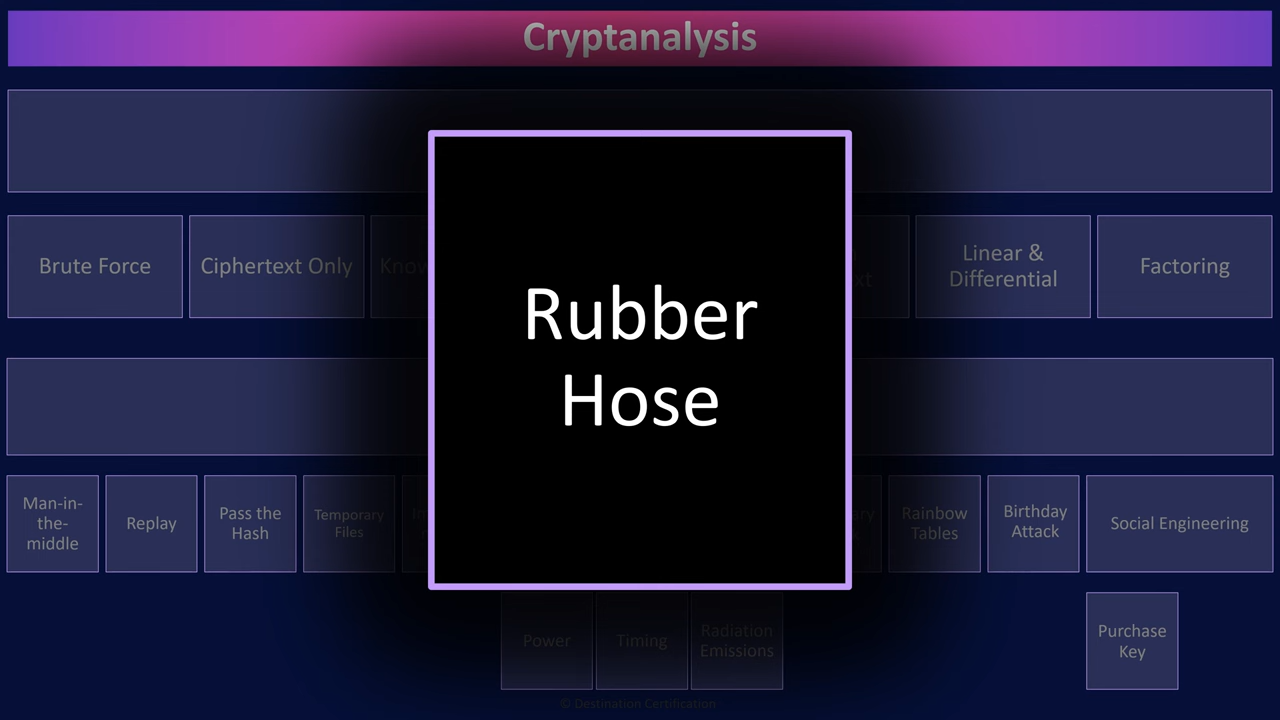 Cryptanalysis
Brute Force
Ciphertext Only
Linear &
Differential
Factoring
Rubber
Hose
Man-in-
the-
middle
Replay
Pass the
Hash
Temporary
Files
Rainbow
Tables
Birthday
Attack
Social Engineering
Power
Timing
Radiation
Emissions
Purchase
Key
© Destination Certification